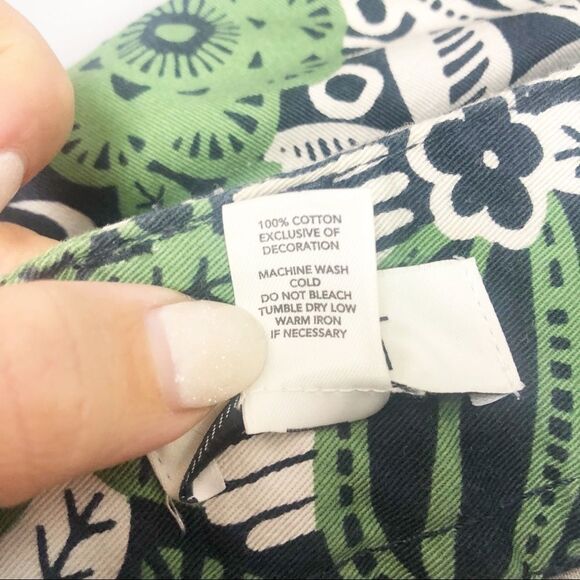 100% COTTON
EXCLUSIVE OF
DECORATION
MACHINE WASH
COLD
DO NOT BLEACH
TUMBLE DRY LOW
WARM IRON
IF NECESSARY